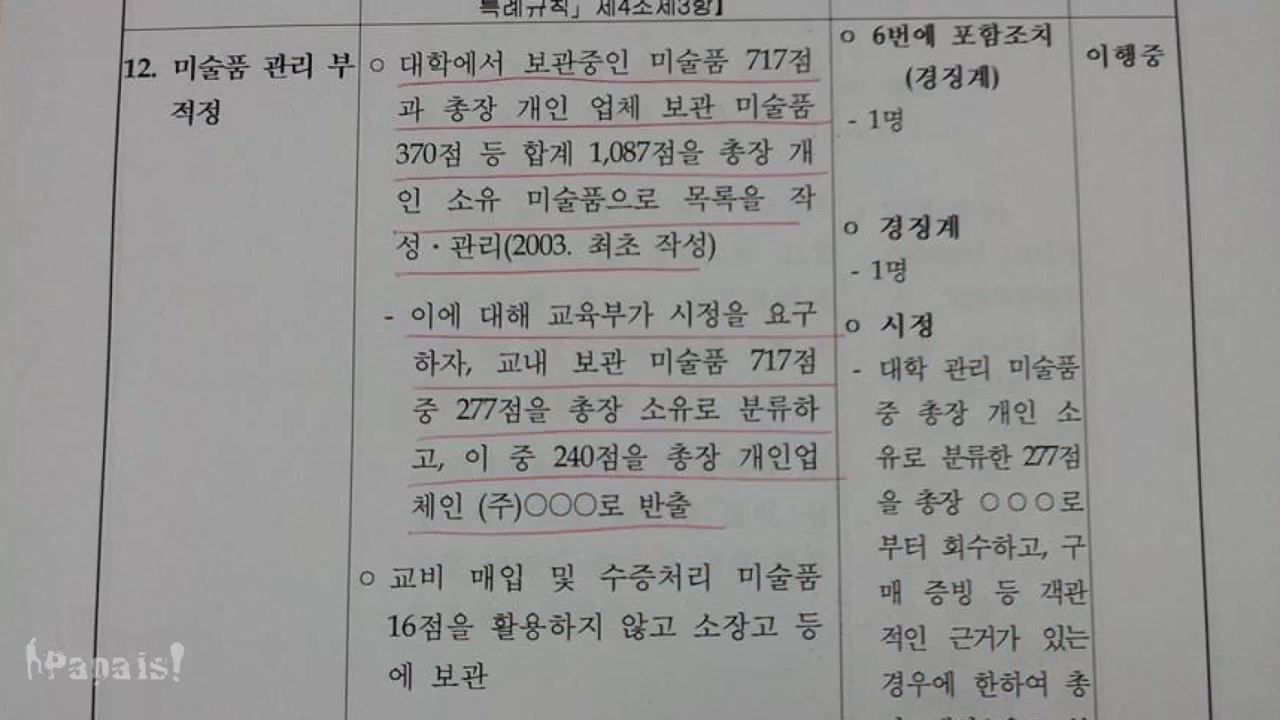 특례규칙」 제4조제3항】
12. 미술품 관리 부
적정
○ 대학에서 보관중인 미술품 717점
과 총장 개인 업체 보관 미술품
370점 등 합계 1,087점을 총장 개
인 소유 미술품으로 목록을 작
성·관리(2003. 최초 작성)
- 이에 대해 교육부가 시정을 요구
하자, 교내 보관 미술품 717점
중 277점을 총장 소유로 분류하
고, 이 중 240점을 총장 개인업
체인 (주)○○○로 반출
○ 교비 매입 및 수증처리 미술품
16점을 활용하지 않고 소장고 등
에 보관
○ 6번에 포함조치
(경징계)
- 1명
○ 경징계
- 1명
○ 시정
- 대학 관리 미술품
중 총장 개인 소
유로 분류한 277점
을 총장 ○○○로
부터 회수하고, 구
매 증빙 등 객관
적인 근거가 있는
경우에 한하여 총
이행중
Papa is!